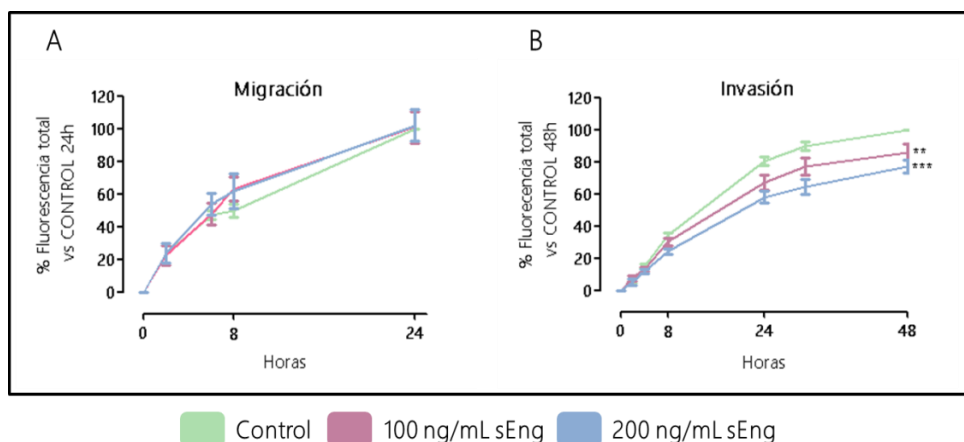 A
Migración
% Fluorescencia total
vs CONTROL 24h
120
100
80
60
40
20
0
0
8
24
Horas
B
Invasión
% Fluorecencia total
vs CONTROL 48h
120
100
80
60
40
20
0
**
***
0
8
24
48
Horas
Control
100 ng/mL sEng
200 ng/mL sEng